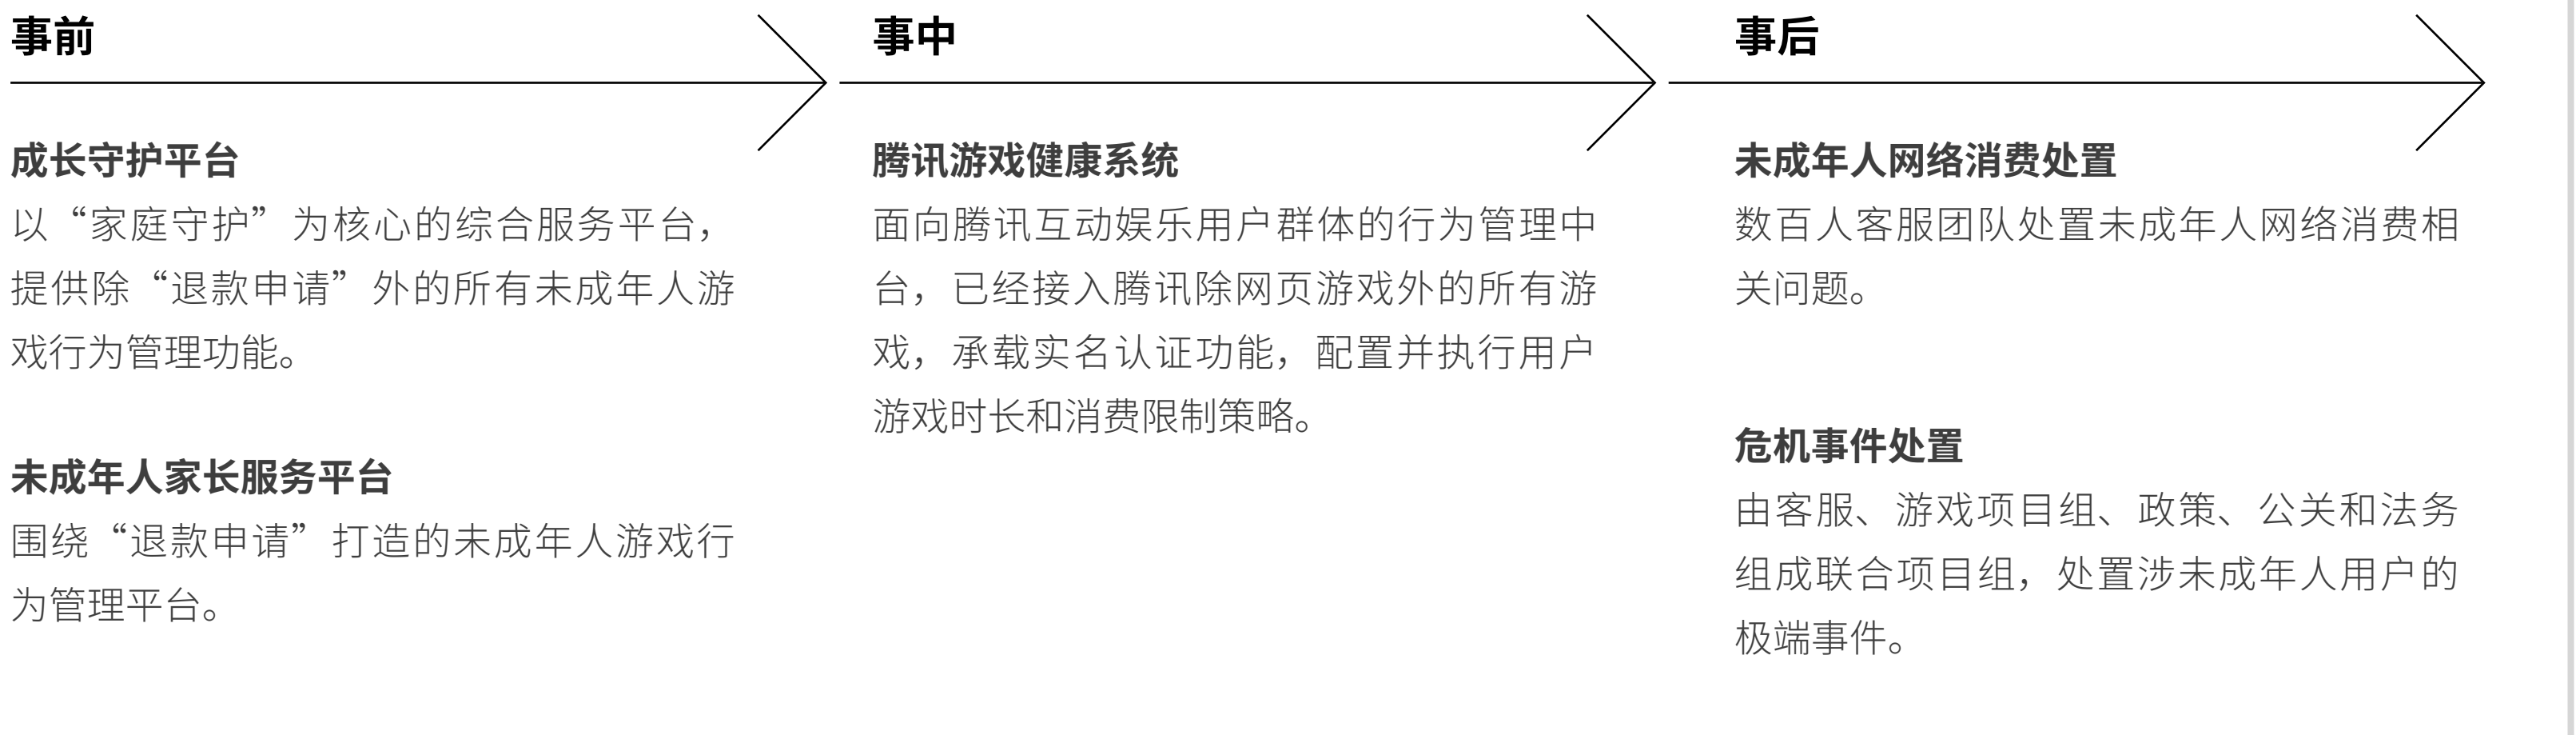 事前
成长守护平台
以“家庭守护”为核心的综合服务平台，
提供除“退款申请”外的所有未成年人游
戏行为管理功能。
未成年人家长服务平台
围绕“退款申请”打造的未成年人游戏行
为管理平台。
事中
腾讯游戏健康系统
面向腾讯互动娱乐用户群体的行为管理中
台，已经接入腾讯除网页游戏外的所有游
戏，承载实名认证功能，配置并执行用户
游戏时长和消费限制策略。
事后
未成年人网络消费处置
数百人客服团队处置未成年人网络消费相
关问题。
危机事件处置
由客服、游戏项目组、政策、公关和法务
组成联合项目组，处置涉未成年人用户的
极端事件。